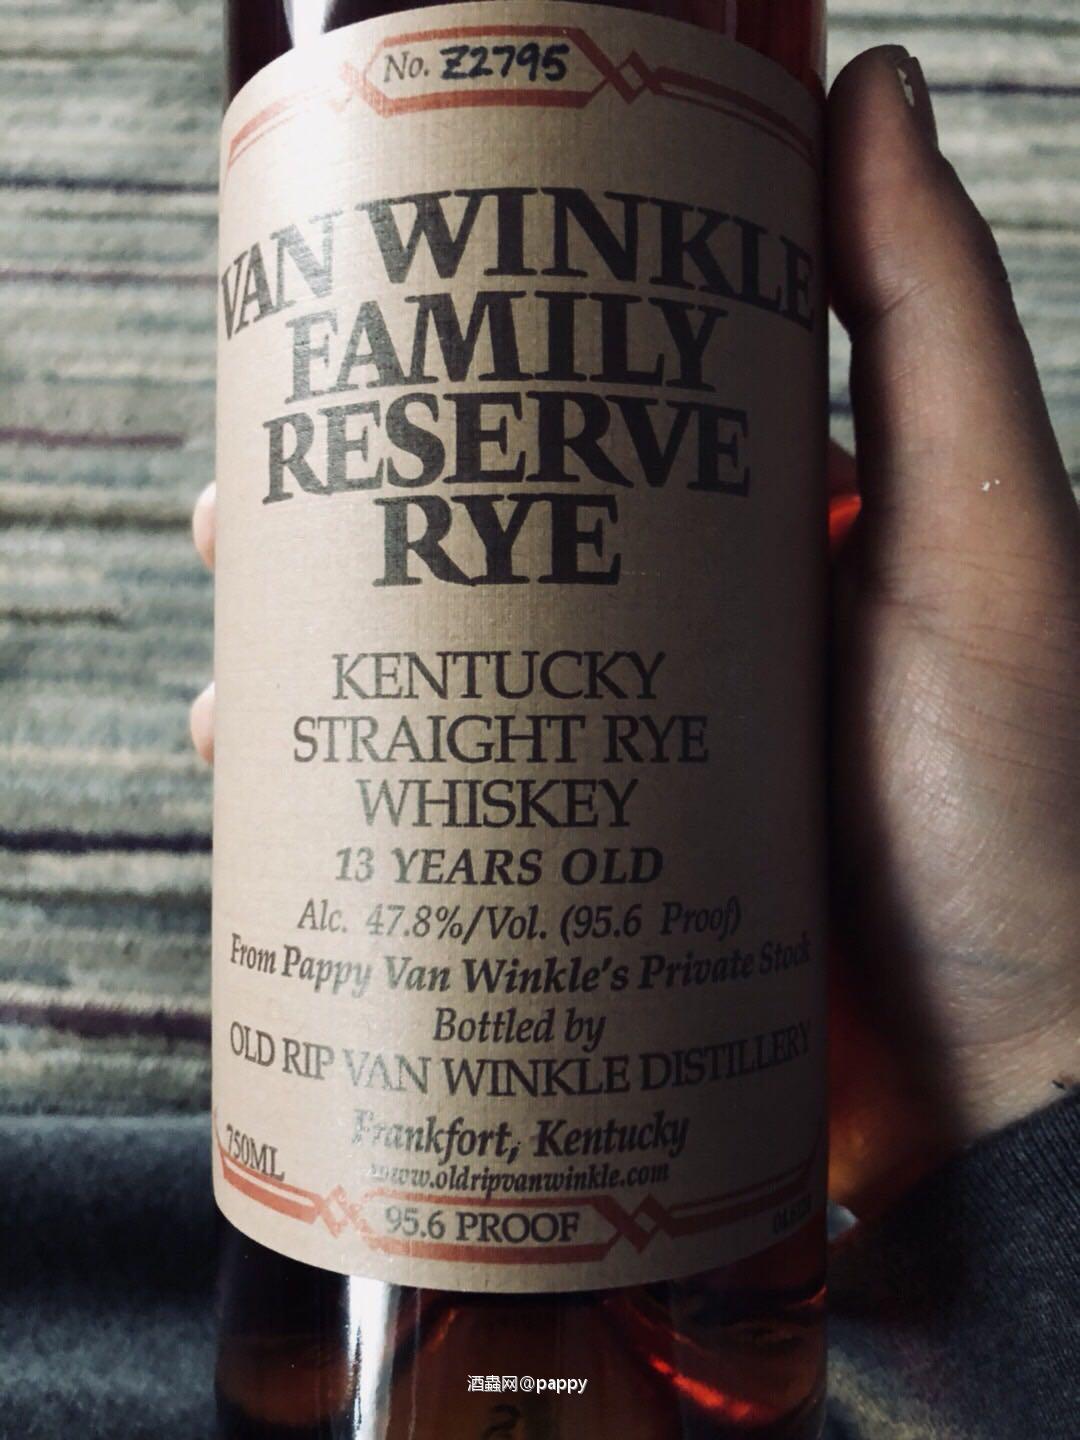 No. Z2795
VAN WINKLE
FAMILY
RESERVE
RYE
KENTUCKY
STRAIGHT RYE
WHISKEY
13 YEARS OLD
Alc. 47.8%/Vol. (95.6 Proof)
From Pappy Van Winkle's Private Stock
Bottled by
OLD RIP VAN WINKLE DISTILLERY
Frankfort, Kentucky
750ML
www.oldripvanwinkle.com
95.6 PROOF
酒蟲网@pappy